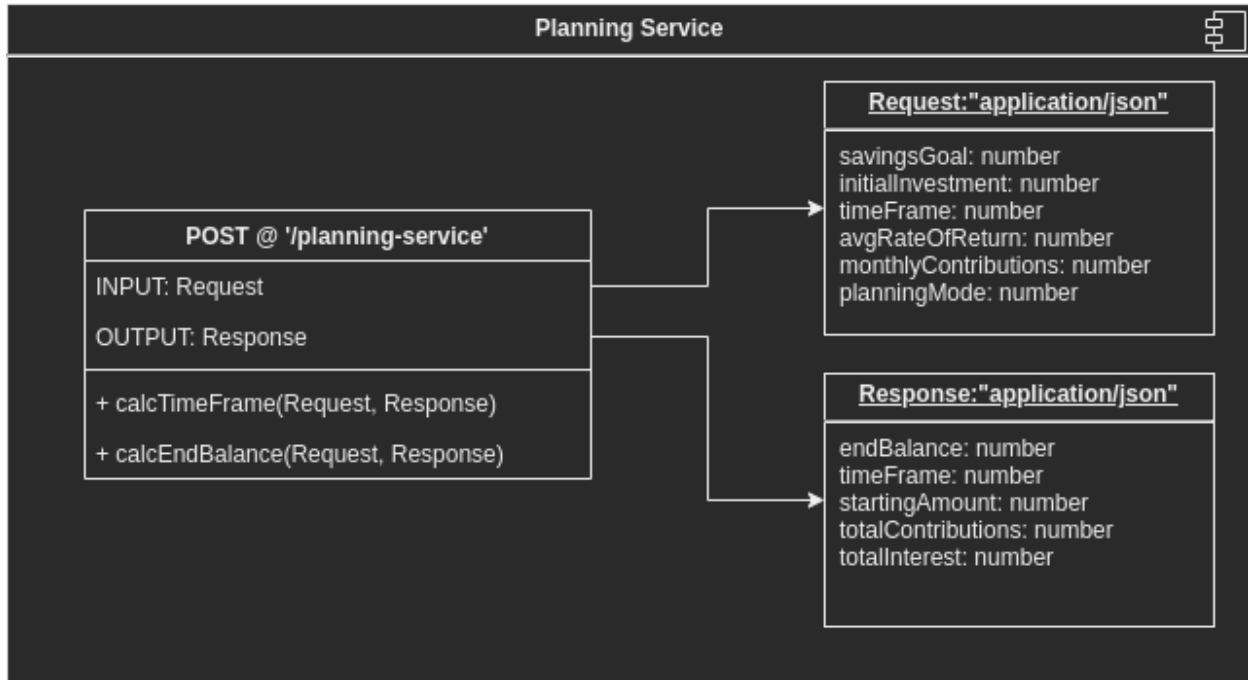 Planning Service
POST @ '/planning-service'
INPUT: Request
OUTPUT: Response
+ calcTimeFrame(Request, Response)
+ calcEndBalance(Request, Response)
Request:"application/json"
savingsGoal: number
initialInvestment: number
timeFrame: number
avgRateOfReturn: number
monthlyContributions: number
planningMode: number
Response:"application/json"
endBalance: number
timeFrame: number
startingAmount: number
totalContributions: number
totalInterest: number